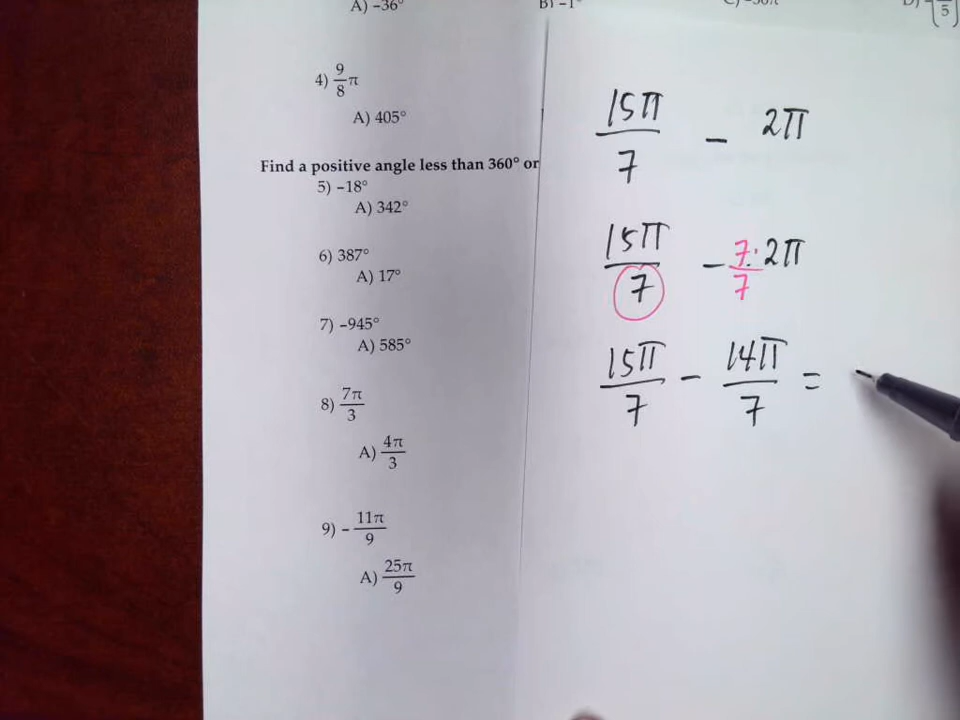 A) –36°
B) –1°
4) 9/8 π
A) 405°
Find a positive angle less than 360° or
5) –18°
A) 342°
6) 387°
A) 17°
7) –945°
A) 585°
8) 7π/3
A) 4π/3
9) – 11π/9
A) 25π/9
15π/7 – 2π
15π/7 – 7·/7 2π
15π/7 – 14π/7 =